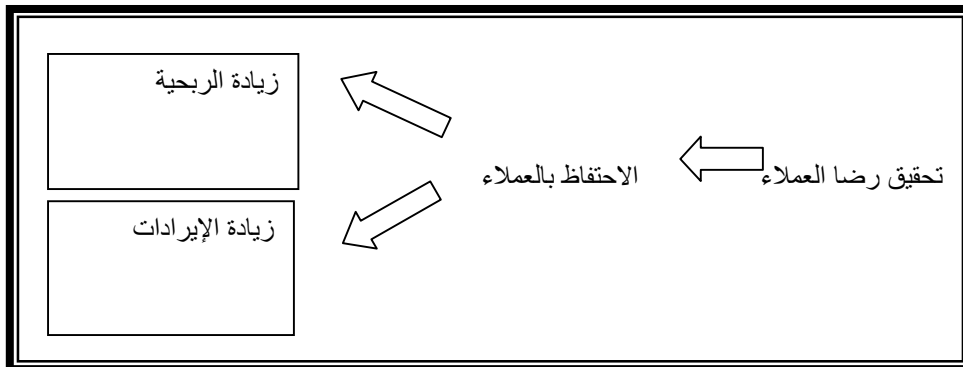 زيادة الربحية
تحقيق رضا العملاء
الاحتفاظ بالعملاء
زيادة الإيرادات